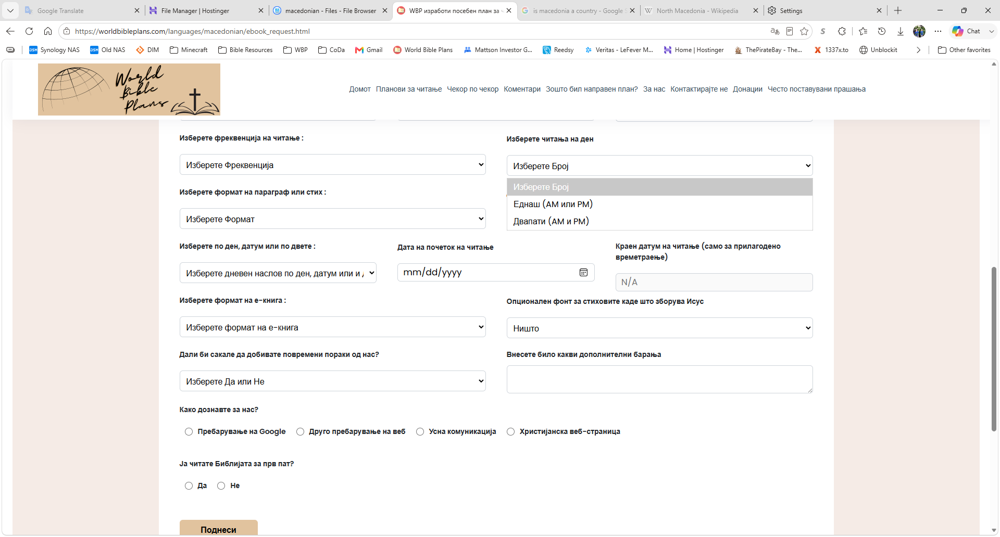 Google Translate
File Manager | Hostinger
macedonian - Files - File Browser
WBP изработи посебен план за
is macedonia a country - Google S
North Macedonia - Wikipedia
Settings
https://worldbibleplans.com/languages/macedonian/ebook_request.html
Chat
DSM Synology NAS
DSM Old NAS
DIM
Minecraft
Bible Resources
WBP
CoDa
Gmail
World Bible Plans
Mattson Investor G...
Reedsy
Veritas - LeFever M...
Home | Hostinger
ThePirateBay - The...
1337x.to
Unblockit
Other favorites
World
Bible
Plans
Домот Планови за читање Чекор по чекор Коментари Зошто бил направен план? За нас Контактирајте не Донации Често поставувани прашања
Изберете фреквенција на читање :
Изберете читања на ден
Изберете Фреквенција
Изберете Број
Изберете Број
Еднаш (AM или PM)
Двапати (AM и PM)
Изберете формат на параграф или стих :
Изберете Формат
Изберете по ден, датум или по двете :
Дата на почеток на читање
Краен датум на читање (само за прилагодено
времетраење)
Изберете дневен наслов по ден, датум или и
mm/dd/yyyy
N/A
Изберете формат на е-книга :
Опционален фонт за стиховите каде што зборува Исус
Изберете формат на е-книга
Ништо
Дали би сакале да добивате повремени пораки од нас?
Внесете било какви дополнителни барања
Изберете Да или Не
Како дознавте за нас?
Пребарување на Google
Друго пребарување на веб
Усна комуникација
Христијанска веб-страница
Ја читате Библијата за прв пат?
Да
Не
Поднеси